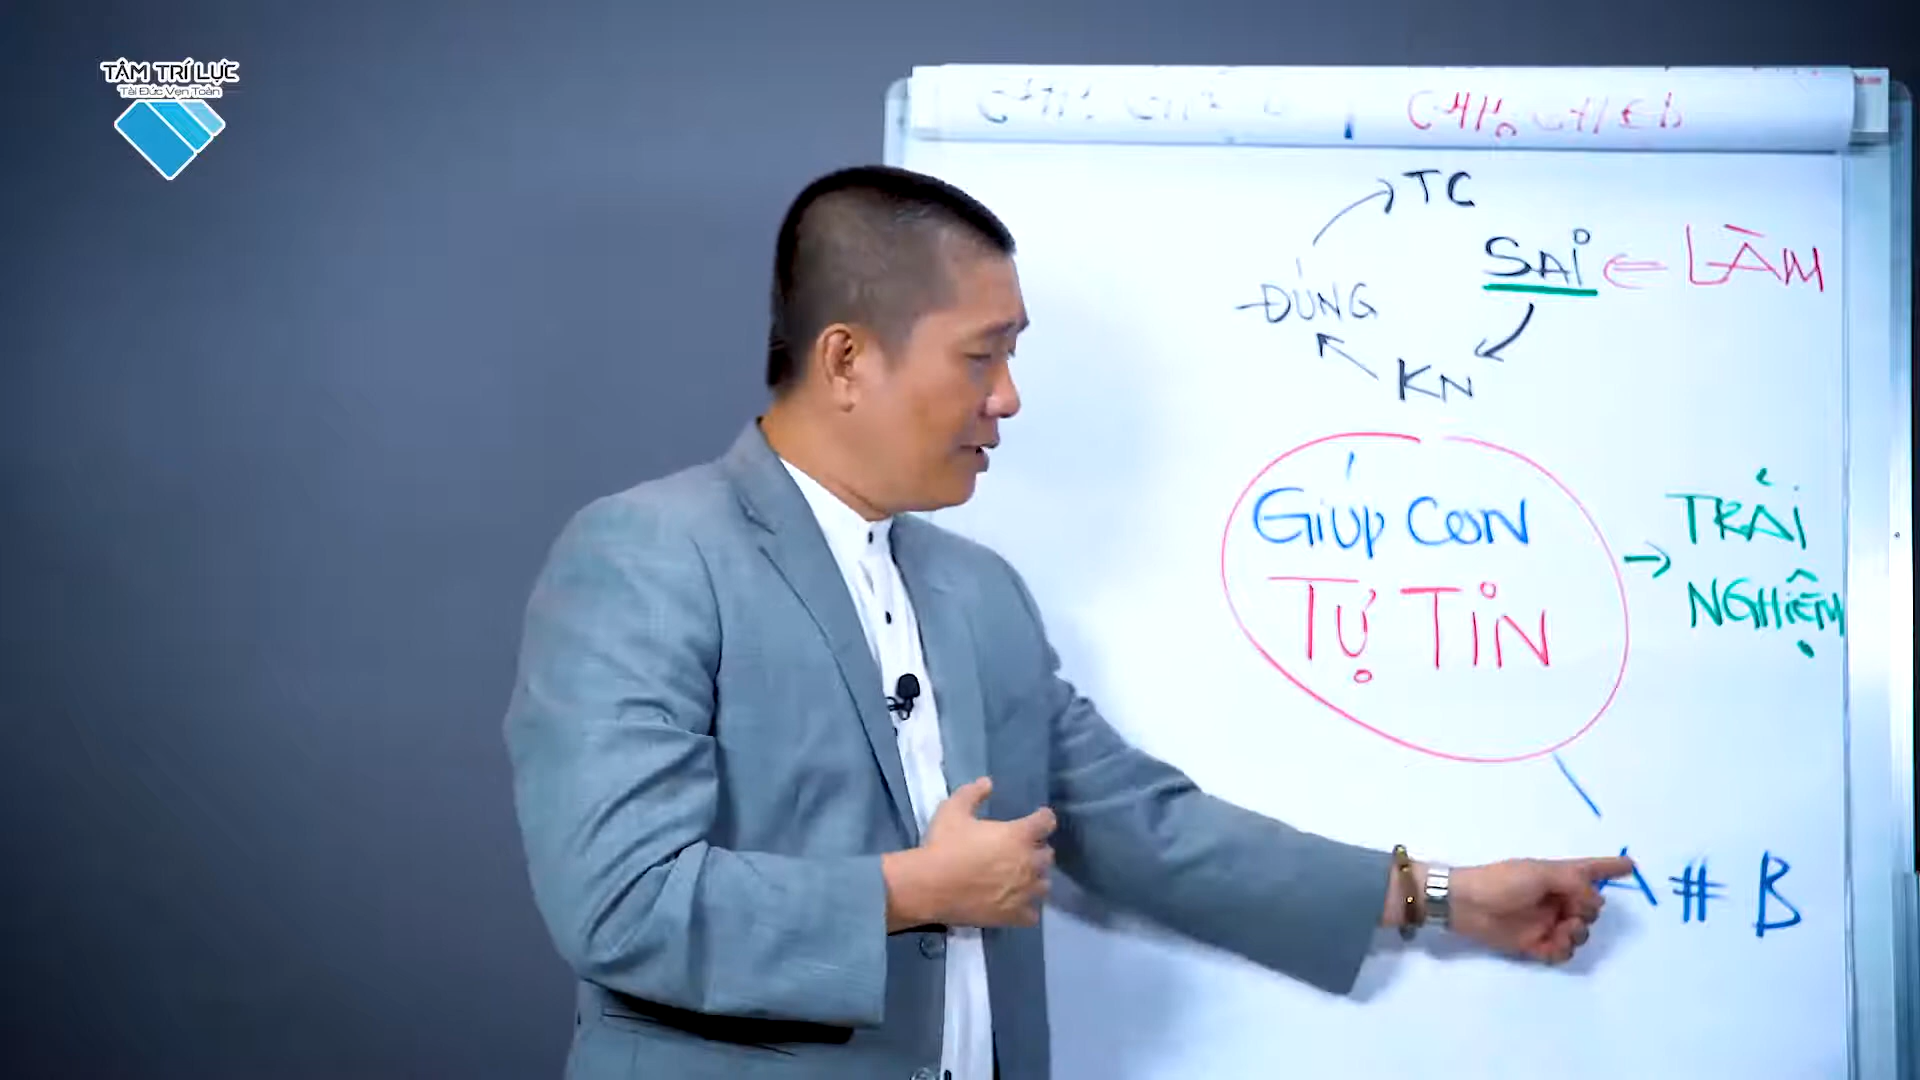 TÂM TRÍ LỰC
Tài Đức Vẹn Toàn
TC
SAI ← LÀM
ĐÚNG
KN
GIÚP CON
TỰ TIN
→ TRẢI
NGHIỆM
A # B